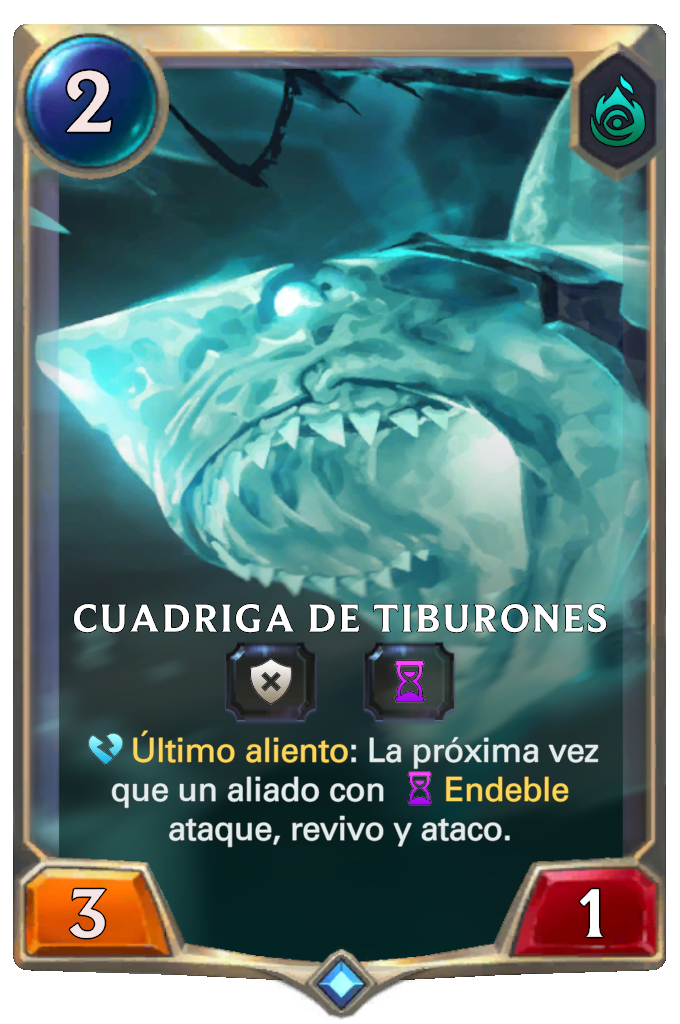 2
CUADRIGA DE TIBURONES
Último aliento: La próxima vez
que un aliado con Endeble
ataque, revivo y ataco.
3
1